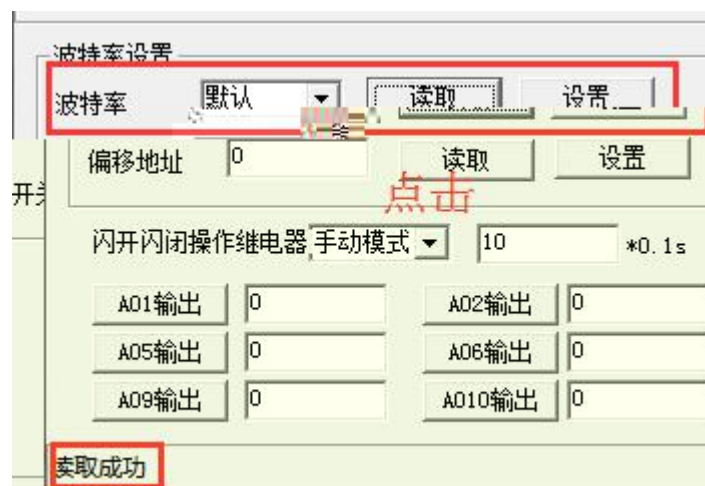 波特率设置
波特率 默认 读取 设置
偏移地址 0 读取 设置
点击
闪开闪闭操作继电器 手动模式 10 *0.1s
A01输出 0 A02输出 0
A05输出 0 A06输出 0
A09输出 0 A010输出 0
读取成功